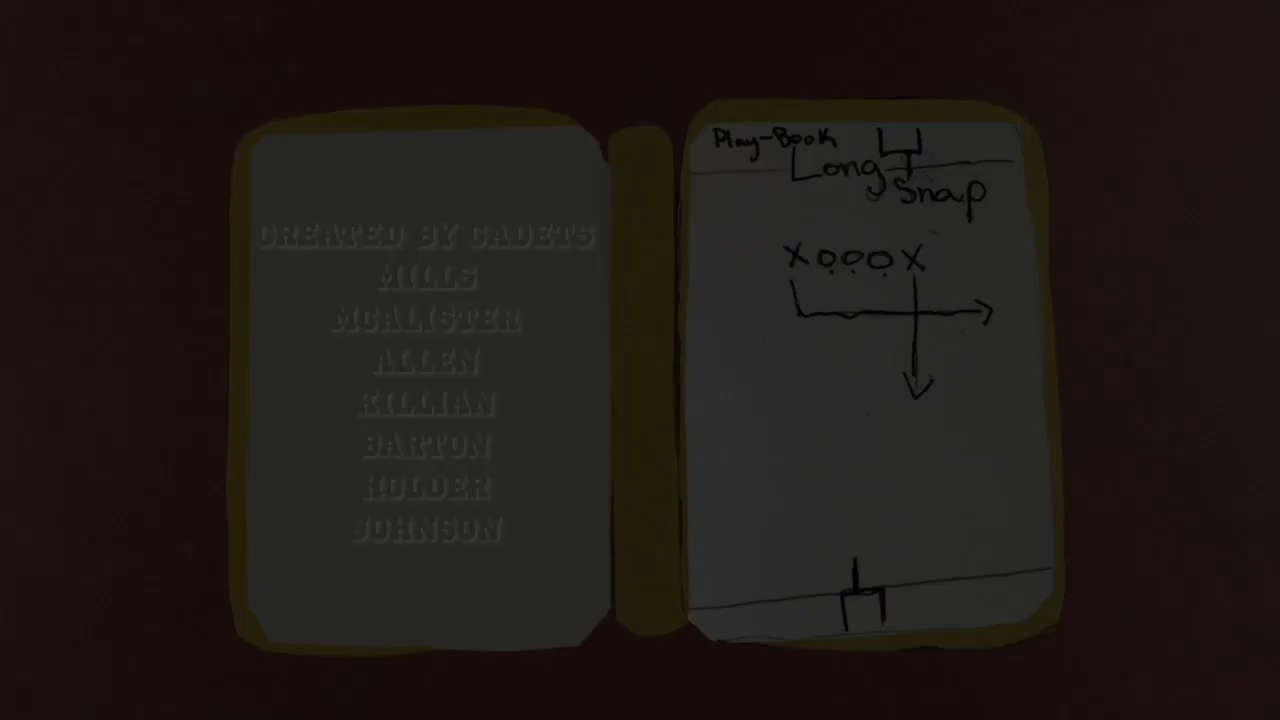 CREATED BY CADETS
MILLS
MCALISTER
ALLEN
KILLIAN
BARTON
HOLDER
JOHNSON
Play-Book
Long
Snap
XOOOX